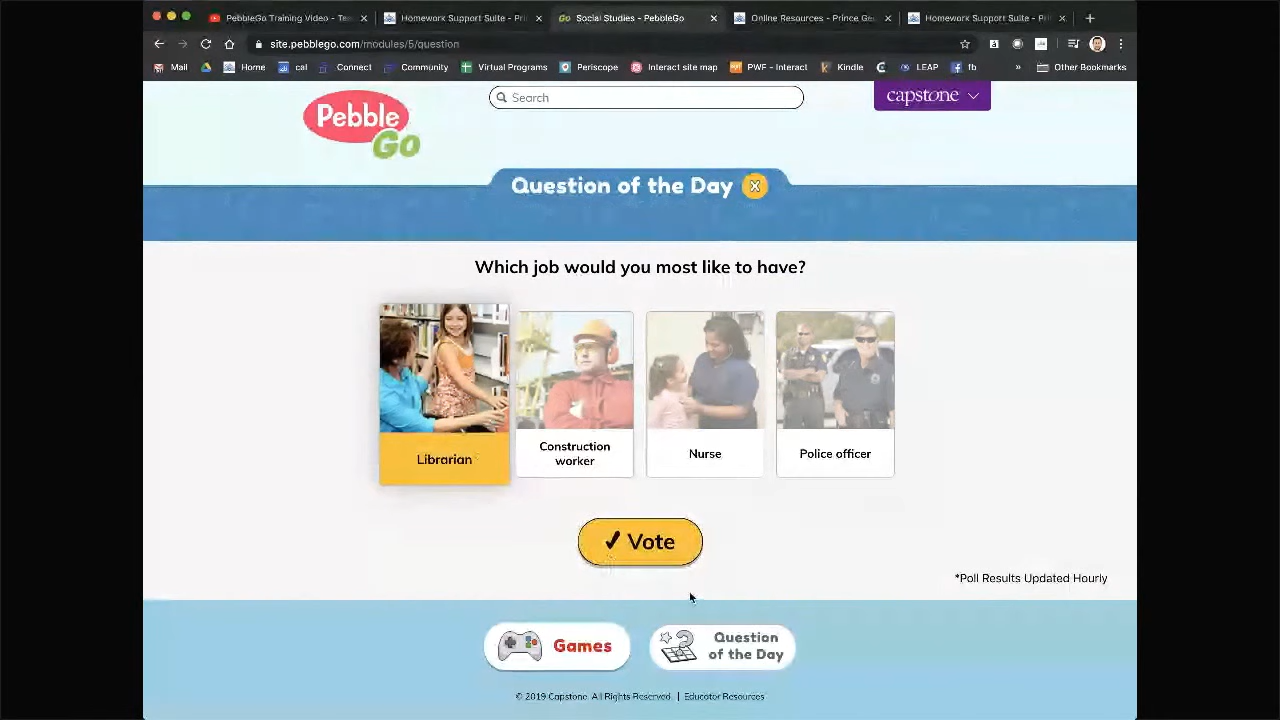 PebbleGo Training Video - Te
Homework Support Suite - Pri
Go Social Studies - PebbleGo
Online Resources - Prince Ge
Homework Support Suite - Pri
site.pebblego.com/modules/5/question
Mail
Home
cal
Connect
Community
Virtual Programs
Periscope
Interact site map
PWF - Interact
Kindle
LEAP
fb
»
Other Bookmarks
Pebble
Go
Search
capstone
Question of the Day X
Which job would you most like to have?
Librarian
Construction
worker
Nurse
Police officer
✓ Vote
*Poll Results Updated Hourly
Games
Question
of the Day
© 2019 Capstone. All Rights Reserved. | Educator Resources